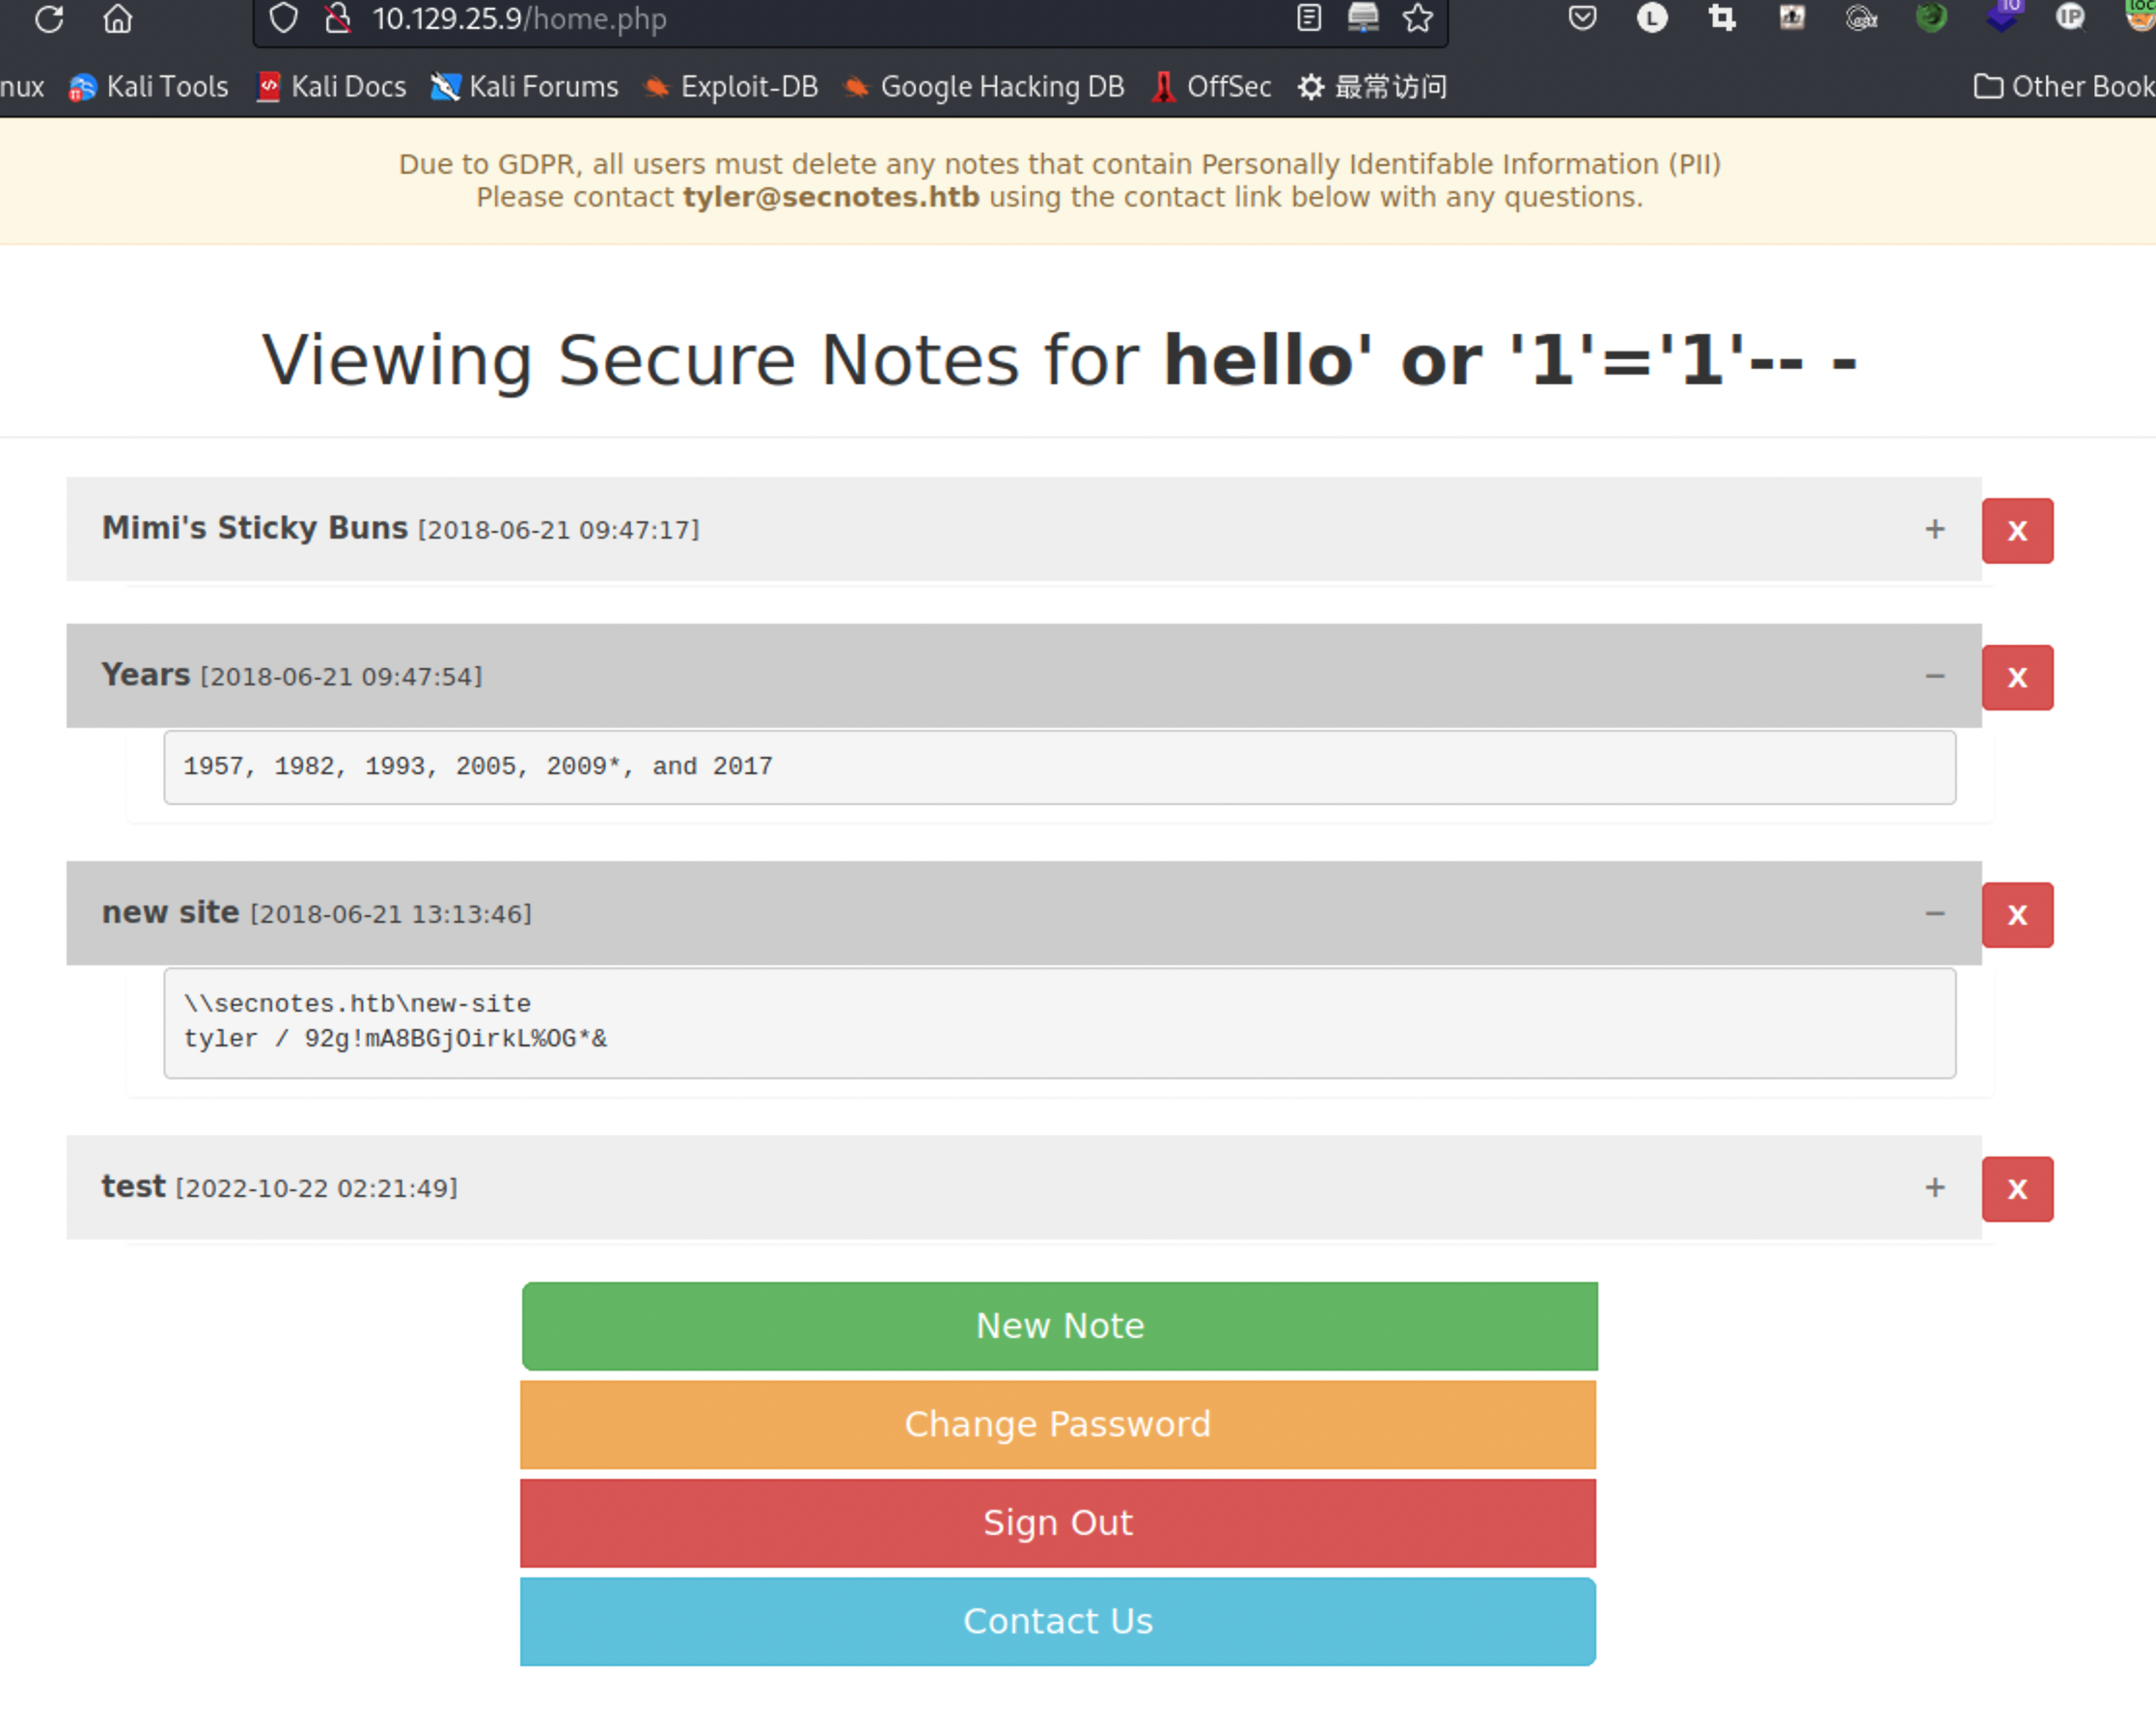 10.129.25.9/home.php
L
10
IP
loc
nux Kali Tools Kali Docs Kali Forums Exploit-DB Google Hacking DB OffSec 最常访问 Other Book
Due to GDPR, all users must delete any notes that contain Personally Identifable Information (PII)
Please contact tyler@secnotes.htb using the contact link below with any questions.
Viewing Secure Notes for hello' or '1'='1'-- -
Mimi's Sticky Buns [2018-06-21 09:47:17] + x
Years [2018-06-21 09:47:54] − x
1957, 1982, 1993, 2005, 2009*, and 2017
new site [2018-06-21 13:13:46] − x
\\secnotes.htb\new-site
tyler / 92g!mA8BGjOirkL%OG*&
test [2022-10-22 02:21:49] + x
New Note
Change Password
Sign Out
Contact Us